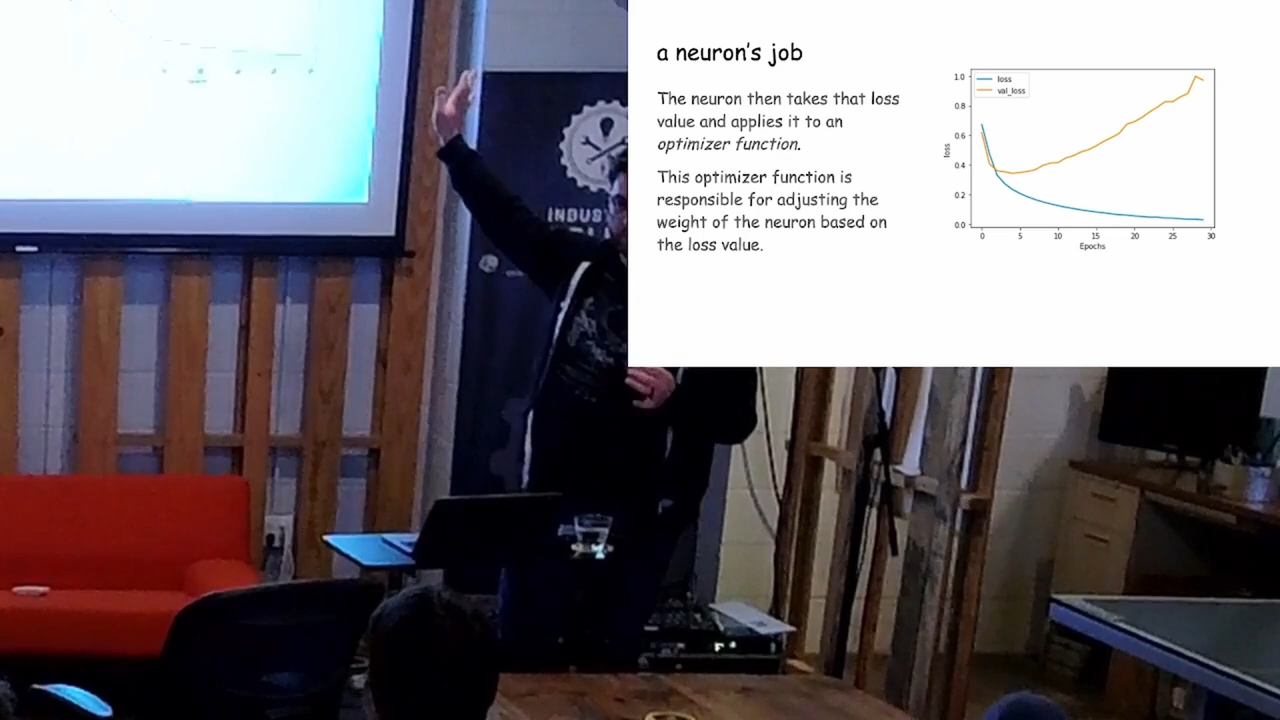 a neuron's job
The neuron then takes that loss
value and applies it to an
optimizer function.
This optimizer function is
responsible for adjusting the
weight of the neuron based on
the loss value.
loss
val_loss
1.0
0.8
0.6
0.4
0.2
0.0
loss
0 5 10 15 20 25 30
Epochs
INDUST